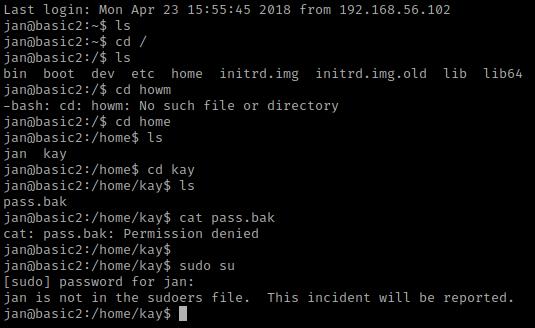 Last login: Mon Apr 23 15:55:45 2018 from 192.168.56.102
jan@basic2:~$ ls
jan@basic2:~$ cd /
jan@basic2:/$ ls
bin  boot  dev  etc  home  initrd.img  initrd.img.old  lib  lib64
jan@basic2:/$ cd howm
-bash: cd: howm: No such file or directory
jan@basic2:/$ cd home
jan@basic2:/home$ ls
jan  kay
jan@basic2:/home$ cd kay
jan@basic2:/home/kay$ ls
pass.bak
jan@basic2:/home/kay$ cat pass.bak
cat: pass.bak: Permission denied
jan@basic2:/home/kay$
jan@basic2:/home/kay$ sudo su
[sudo] password for jan:
jan is not in the sudoers file.  This incident will be reported.
jan@basic2:/home/kay$